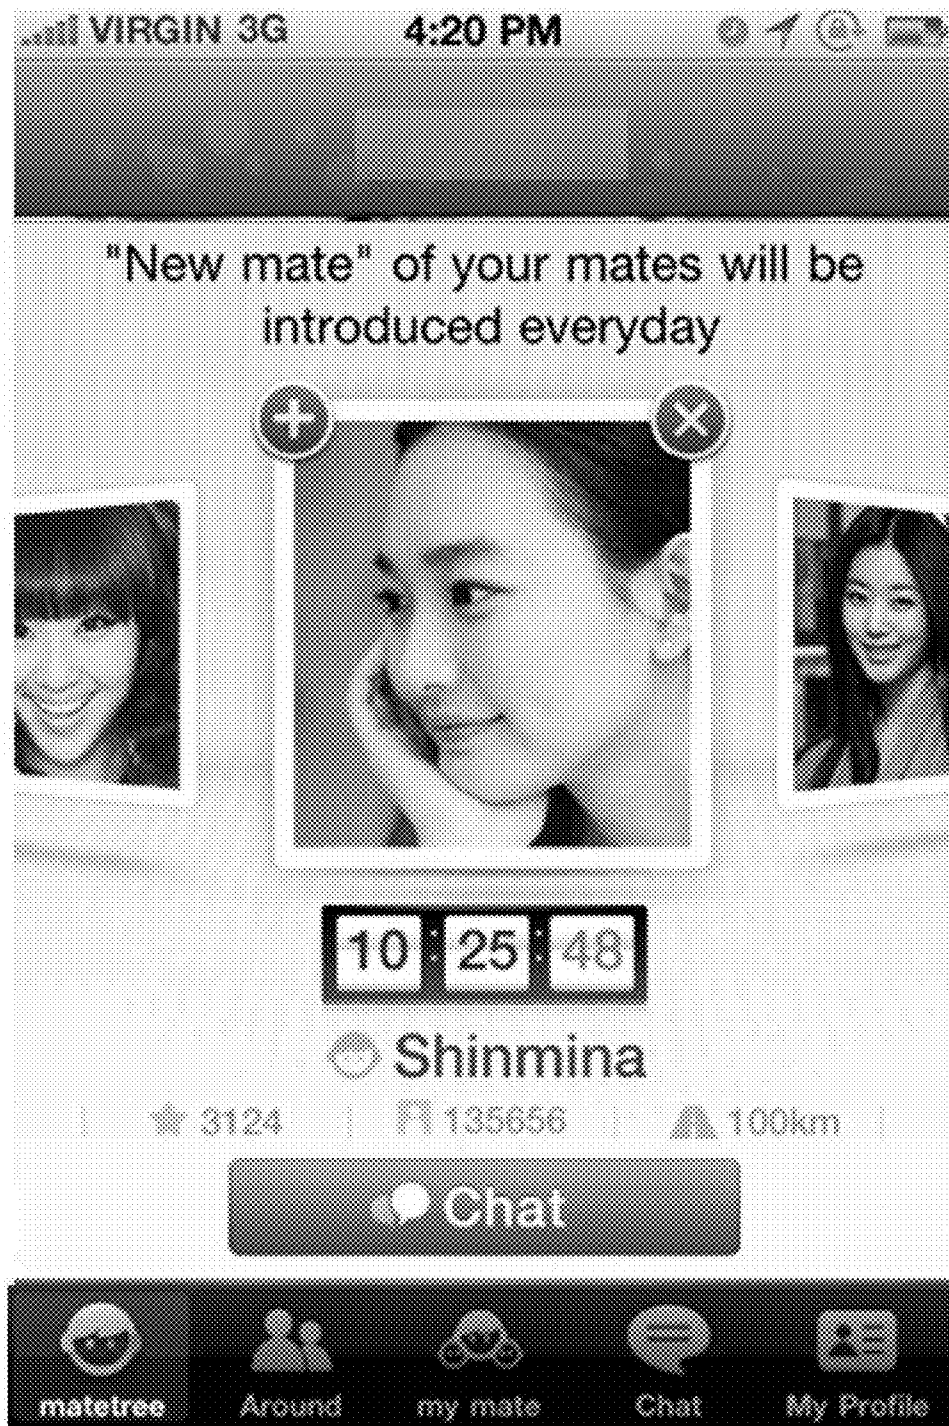 VIRGIN 3G 4:20 PM
"New mate" of your mates will be
introduced everyday
10:25:48
Shinmina
3124 135656 100km
Chat
matetree Around my mate Chat My Profile